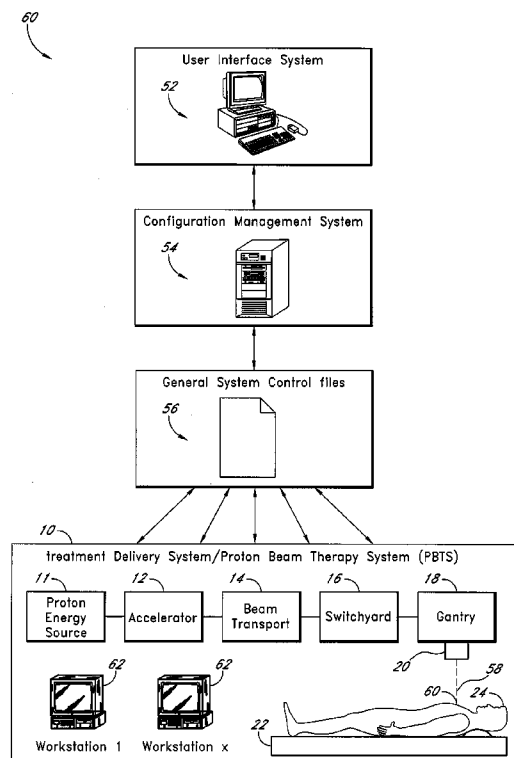 60
User Interface System
52
Configuration Management System
54
General System Control files
56
10
treatment Delivery System/Proton Beam Therapy System (PBTS)
11
12
14
16
18
Proton
Energy
Source
Accelerator
Beam
Transport
Switchyard
Gantry
20
62
62
58
60
24
Workstation 1
Workstation x
22